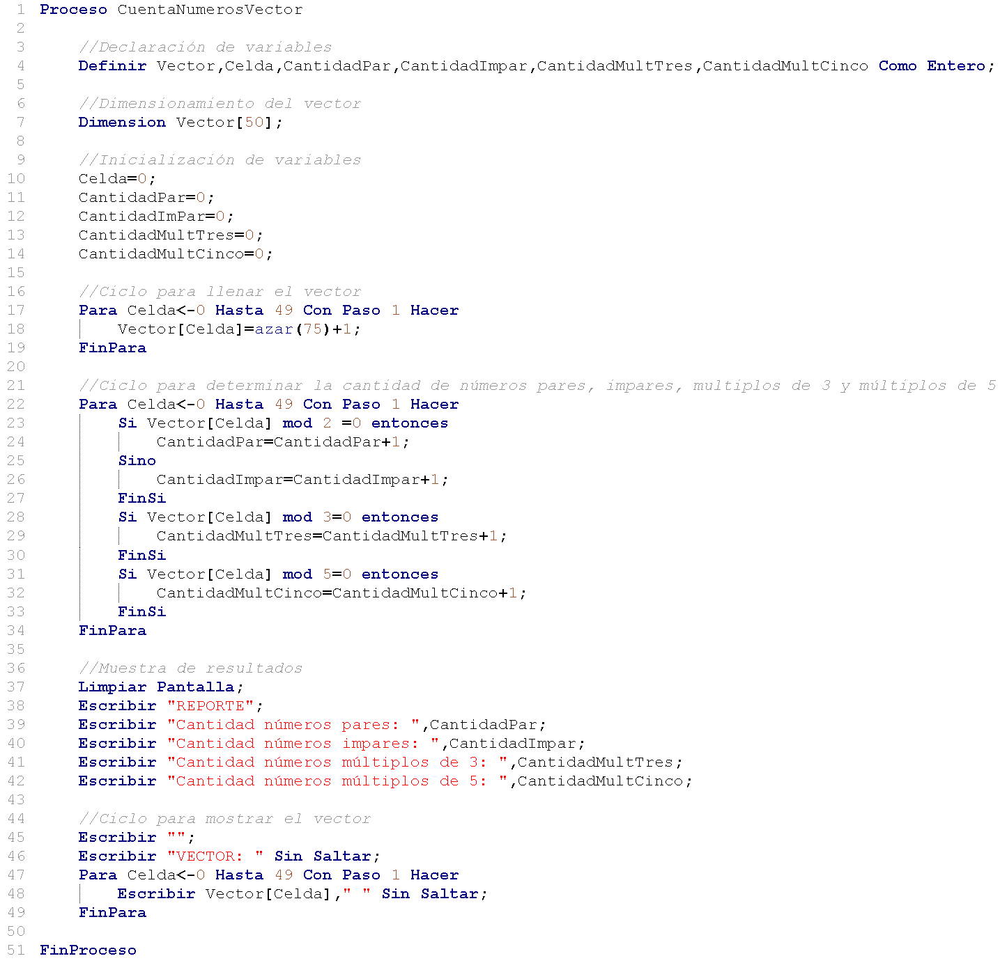 1 Proceso CuentaNumerosVector
2
3 //Declaración de variables
4 Definir Vector,Celda,CantidadPar,CantidadImpar,CantidadMultTres,CantidadMultCinco Como Entero;
5
6 //Dimensionamiento del vector
7 Dimension Vector[50];
8
9 //Inicialización de variables
10 Celda=0;
11 CantidadPar=0;
12 CantidadImPar=0;
13 CantidadMultTres=0;
14 CantidadMultCinco=0;
15
16 //Ciclo para llenar el vector
17 Para Celda<-0 Hasta 49 Con Paso 1 Hacer
18 Vector[Celda]=azar(75)+1;
19 FinPara
20
21 //Ciclo para determinar la cantidad de números pares, impares, multiplos de 3 y múltiplos de 5
22 Para Celda<-0 Hasta 49 Con Paso 1 Hacer
23 Si Vector[Celda] mod 2 =0 entonces
24 CantidadPar=CantidadPar+1;
25 Sino
26 CantidadImpar=CantidadImpar+1;
27 FinSi
28 Si Vector[Celda] mod 3=0 entonces
29 CantidadMultTres=CantidadMultTres+1;
30 FinSi
31 Si Vector[Celda] mod 5=0 entonces
32 CantidadMultCinco=CantidadMultCinco+1;
33 FinSi
34 FinPara
35
36 //Muestra de resultados
37 Limpiar Pantalla;
38 Escribir "REPORTE";
39 Escribir "Cantidad números pares: ",CantidadPar;
40 Escribir "Cantidad números impares: ",CantidadImpar;
41 Escribir "Cantidad números múltiplos de 3: ",CantidadMultTres;
42 Escribir "Cantidad números múltiplos de 5: ",CantidadMultCinco;
43
44 //Ciclo para mostrar el vector
45 Escribir "";
46 Escribir "VECTOR: " Sin Saltar;
47 Para Celda<-0 Hasta 49 Con Paso 1 Hacer
48 Escribir Vector[Celda]," " Sin Saltar;
49 FinPara
50
51 FinProceso